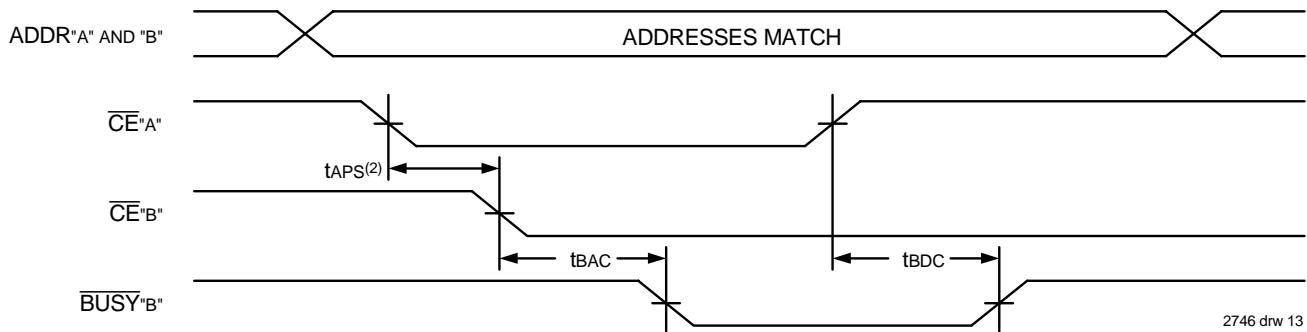 ADDR"A" AND "B"
ADDRESSES MATCH
CE"A"
tAPS(2)
CE"B"
tBAC
tBDC
BUSY"B"
2746 drw 13